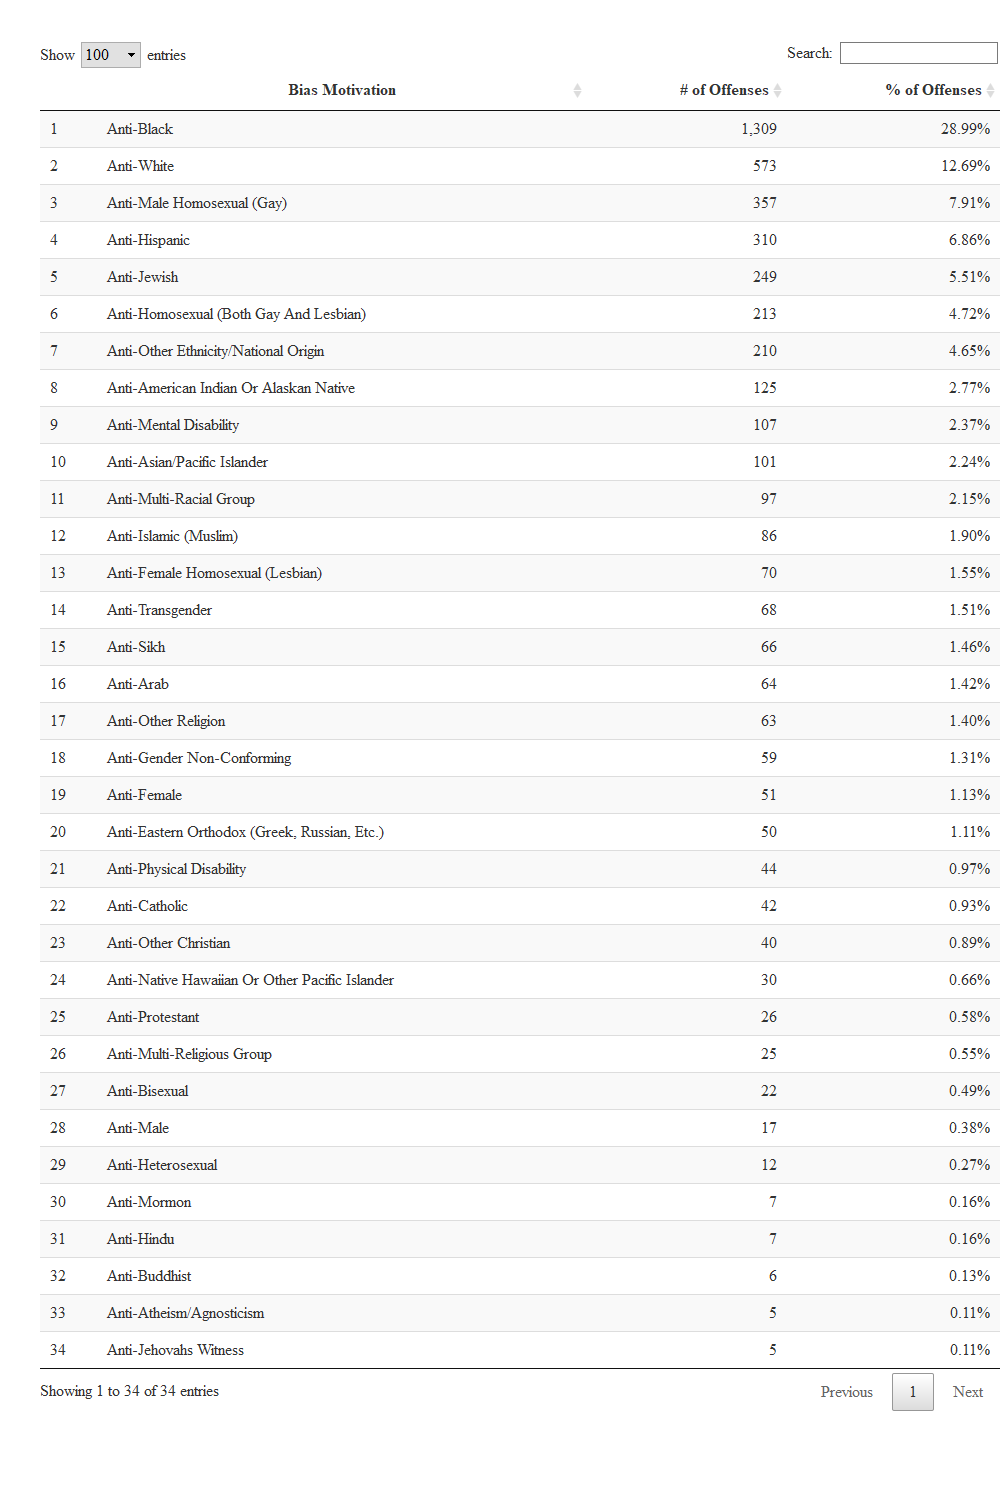 Show 100 entries Search:
Bias Motivation # of Offenses % of Offenses
1 Anti-Black 1,309 28.99%
2 Anti-White 573 12.69%
3 Anti-Male Homosexual (Gay) 357 7.91%
4 Anti-Hispanic 310 6.86%
5 Anti-Jewish 249 5.51%
6 Anti-Homosexual (Both Gay And Lesbian) 213 4.72%
7 Anti-Other Ethnicity/National Origin 210 4.65%
8 Anti-American Indian Or Alaskan Native 125 2.77%
9 Anti-Mental Disability 107 2.37%
10 Anti-Asian/Pacific Islander 101 2.24%
11 Anti-Multi-Racial Group 97 2.15%
12 Anti-Islamic (Muslim) 86 1.90%
13 Anti-Female Homosexual (Lesbian) 70 1.55%
14 Anti-Transgender 68 1.51%
15 Anti-Sikh 66 1.46%
16 Anti-Arab 64 1.42%
17 Anti-Other Religion 63 1.40%
18 Anti-Gender Non-Conforming 59 1.31%
19 Anti-Female 51 1.13%
20 Anti-Eastern Orthodox (Greek, Russian, Etc.) 50 1.11%
21 Anti-Physical Disability 44 0.97%
22 Anti-Catholic 42 0.93%
23 Anti-Other Christian 40 0.89%
24 Anti-Native Hawaiian Or Other Pacific Islander 30 0.66%
25 Anti-Protestant 26 0.58%
26 Anti-Multi-Religious Group 25 0.55%
27 Anti-Bisexual 22 0.49%
28 Anti-Male 17 0.38%
29 Anti-Heterosexual 12 0.27%
30 Anti-Mormon 7 0.16%
31 Anti-Hindu 7 0.16%
32 Anti-Buddhist 6 0.13%
33 Anti-Atheism/Agnosticism 5 0.11%
34 Anti-Jehovahs Witness 5 0.11%
Showing 1 to 34 of 34 entries Previous 1 Next